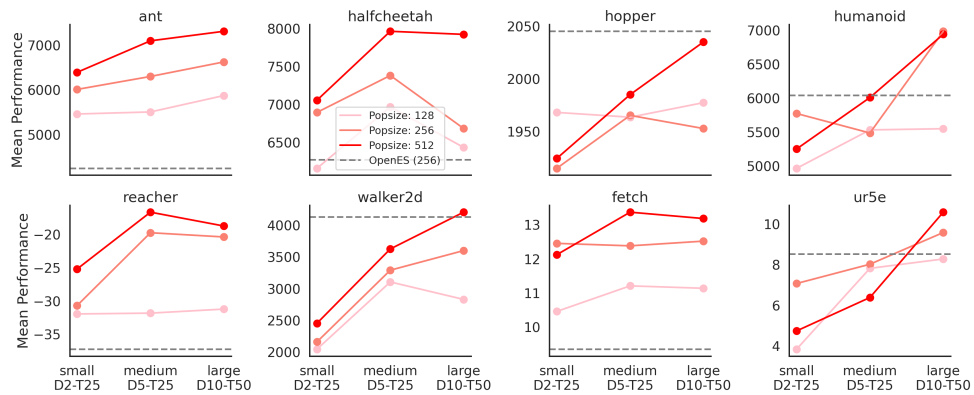 ant
halfcheetah
hopper
humanoid
Mean Performance
7000
6000
5000
8000
7500
7000
6500
Popsize: 128
Popsize: 256
Popsize: 512
OpenES (256)
2050
2000
1950
7000
6500
6000
5500
5000
reacher
walker2d
fetch
ur5e
Mean Performance
−20
−25
−30
−35
4000
3500
3000
2500
2000
13
12
11
10
10
8
6
4
small medium large
D2-T25 D5-T25 D10-T50
small medium large
D2-T25 D5-T25 D10-T50
small medium large
D2-T25 D5-T25 D10-T50
small medium large
D2-T25 D5-T25 D10-T50